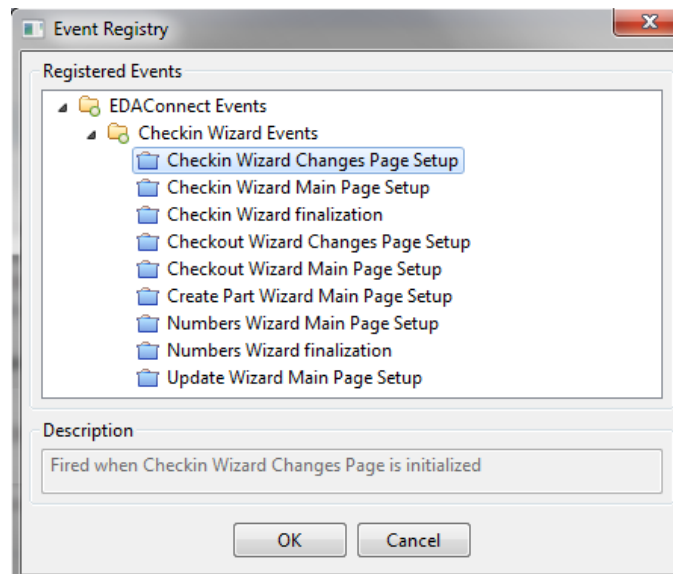 Event Registry
Registered Events
EDAConnect Events
Checkin Wizard Events
Checkin Wizard Changes Page Setup
Checkin Wizard Main Page Setup
Checkin Wizard finalization
Checkout Wizard Changes Page Setup
Checkout Wizard Main Page Setup
Create Part Wizard Main Page Setup
Numbers Wizard Main Page Setup
Numbers Wizard finalization
Update Wizard Main Page Setup
Description
Fired when Checkin Wizard Changes Page is initialized
OK Cancel